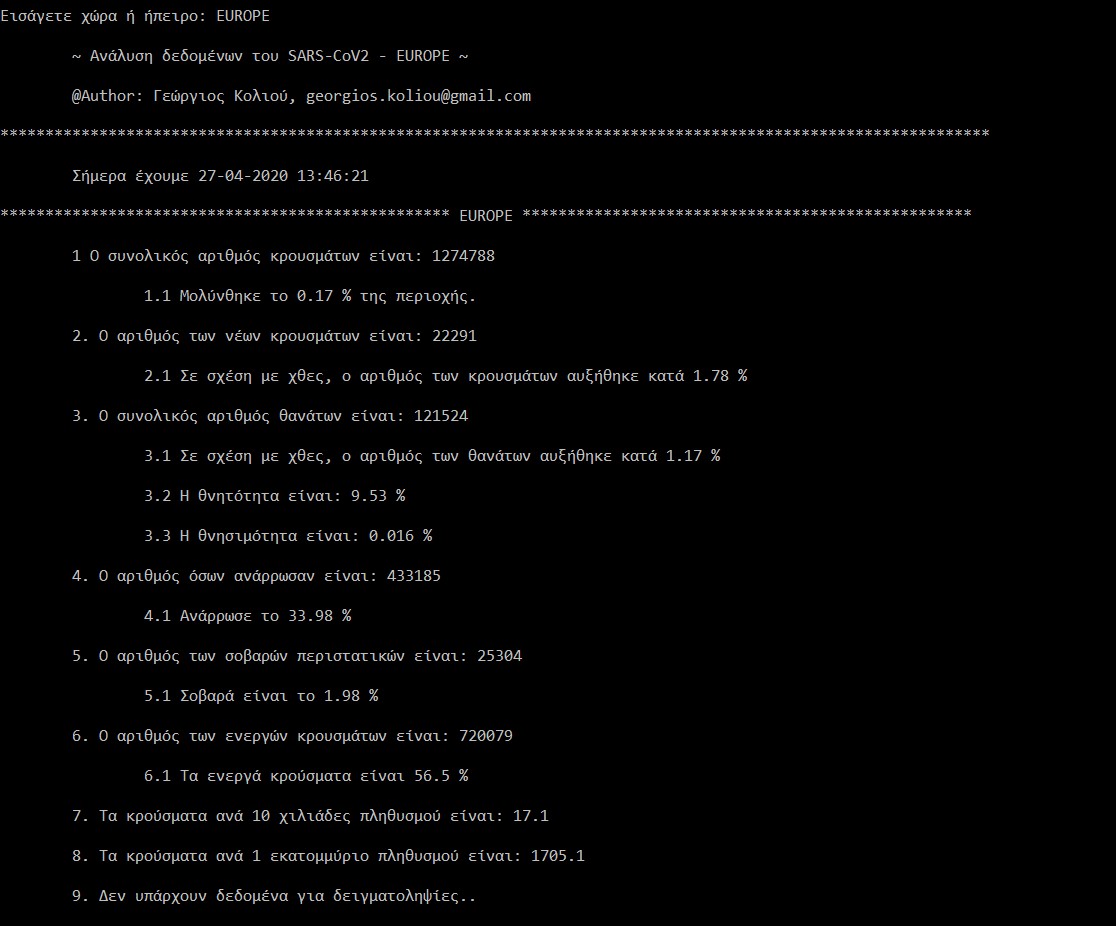 Εισάγετε χώρα ή ήπειρο: EUROPE
~ Ανάλυση δεδομένων του SARS-CoV2 - EUROPE ~
@Author: Γεώργιος Κολιού, georgios.koliou@gmail.com
**************************************************************************************************************
Σήμερα έχουμε 27-04-2020 13:46:21
************************************************** EUROPE **************************************************
1 Ο συνολικός αριθμός κρουσμάτων είναι: 1274788
1.1 Μολύνθηκε το 0.17 % της περιοχής.
2. Ο αριθμός των νέων κρουσμάτων είναι: 22291
2.1 Σε σχέση με χθες, ο αριθμός των κρουσμάτων αυξήθηκε κατά 1.78 %
3. Ο συνολικός αριθμός θανάτων είναι: 121524
3.1 Σε σχέση με χθες, ο αριθμός των θανάτων αυξήθηκε κατά 1.17 %
3.2 Η θνητότητα είναι: 9.53 %
3.3 Η θνησιμότητα είναι: 0.016 %
4. Ο αριθμός όσων ανάρρωσαν είναι: 433185
4.1 Ανάρρωσε το 33.98 %
5. Ο αριθμός των σοβαρών περιστατικών είναι: 25304
5.1 Σοβαρά είναι το 1.98 %
6. Ο αριθμός των ενεργών κρουσμάτων είναι: 720079
6.1 Τα ενεργά κρούσματα είναι 56.5 %
7. Τα κρούσματα ανά 10 χιλιάδες πληθυσμού είναι: 17.1
8. Τα κρούσματα ανά 1 εκατομμύριο πληθυσμού είναι: 1705.1
9. Δεν υπάρχουν δεδομένα για δειγματοληψίες..